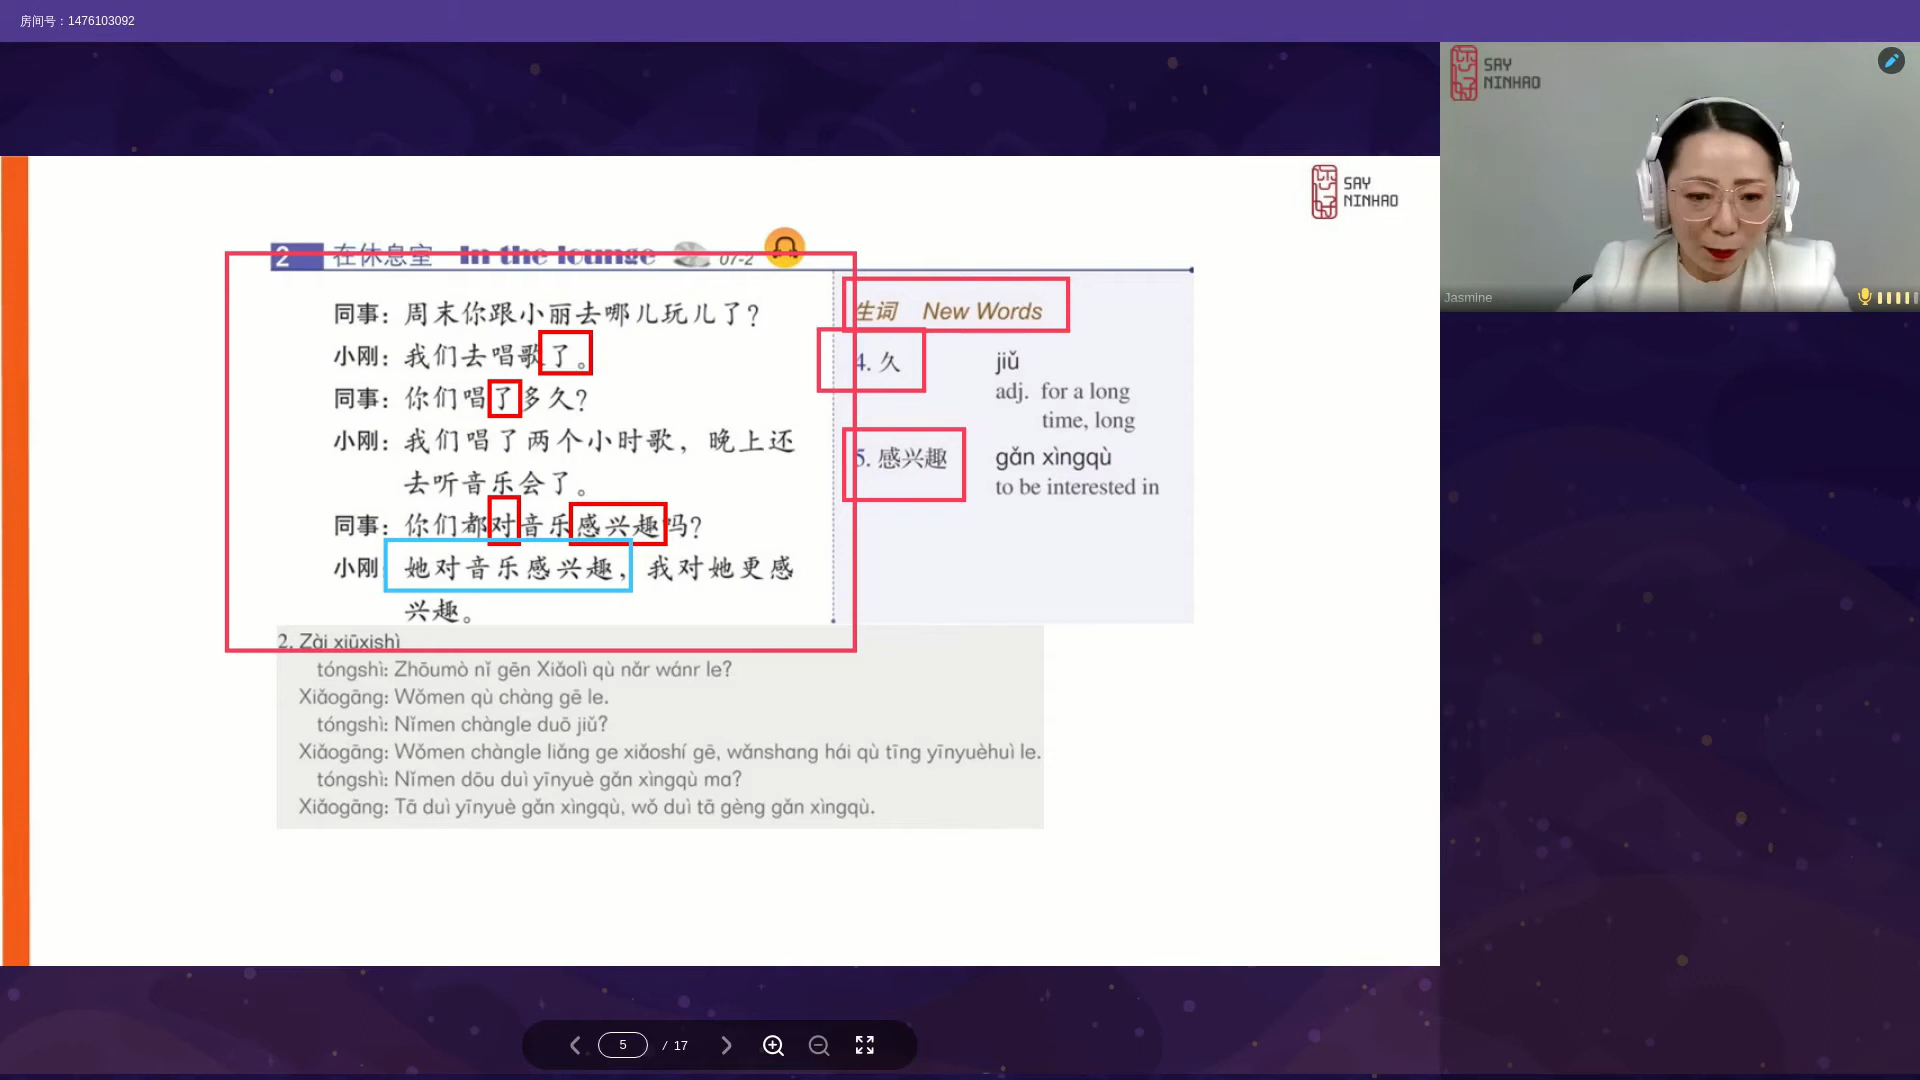 房间号：1476103092
SAY
NINHAO
Jasmine
SAY
NINHAO
2 在休息室 In the lounge 07-2
同事：周末你跟小丽去哪儿玩儿了？
小刚：我们去唱歌了。
同事：你们唱了多久？
小刚：我们唱了两个小时歌，晚上还
去听音乐会了。
同事：你们都对音乐感兴趣吗？
小刚：她对音乐感兴趣，我对她更感
兴趣。
生词 New Words
4. 久 jiǔ
adj. for a long
time, long
5. 感兴趣 gǎn xìngqù
to be interested in
2. Zài xiūxishì
tóngshì: Zhōumò nǐ gēn Xiǎolì qù nǎr wánr le?
Xiǎogāng: Wǒmen qù chàng gē le.
tóngshì: Nǐmen chàngle duō jiǔ?
Xiǎogāng: Wǒmen chàngle liǎng ge xiǎoshí gē, wǎnshang hái qù tīng yīnyuèhuì le.
tóngshì: Nǐmen dōu duì yīnyuè gǎn xìngqù ma?
Xiǎogāng: Tā duì yīnyuè gǎn xìngqù, wǒ duì tā gèng gǎn xìngqù.
5 / 17